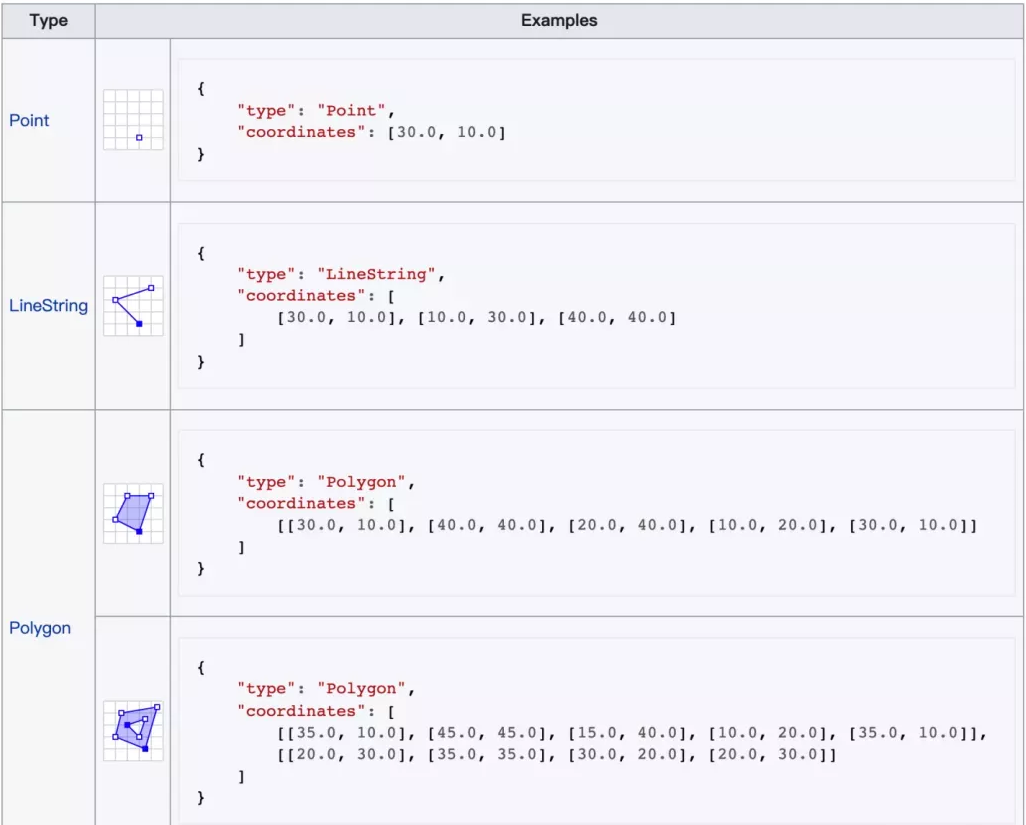 Type Examples
Point
{
    "type": "Point",
    "coordinates": [30.0, 10.0]
}
LineString
{
    "type": "LineString",
    "coordinates": [
        [30.0, 10.0], [10.0, 30.0], [40.0, 40.0]
    ]
}
Polygon
{
    "type": "Polygon",
    "coordinates": [
        [[30.0, 10.0], [40.0, 40.0], [20.0, 40.0], [10.0, 20.0], [30.0, 10.0]]
    ]
}
{
    "type": "Polygon",
    "coordinates": [
        [[35.0, 10.0], [45.0, 45.0], [15.0, 40.0], [10.0, 20.0], [35.0, 10.0]],
        [[20.0, 30.0], [35.0, 35.0], [30.0, 20.0], [20.0, 30.0]]
    ]
}